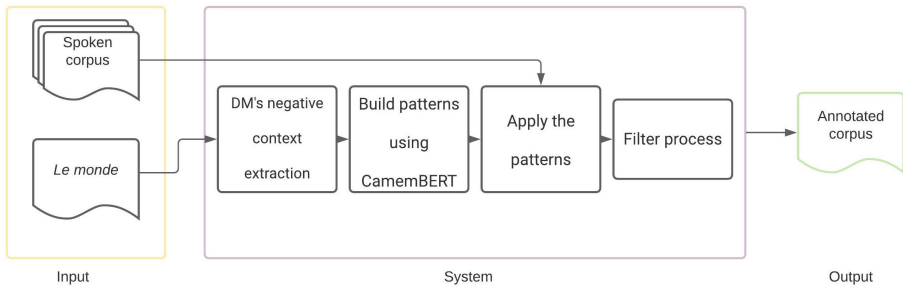 Spoken
corpus
Le monde
DM's negative
context
extraction
Build patterns
using
CamemBERT
Apply the
patterns
Filter process
Annotated
corpus
Input
System
Output